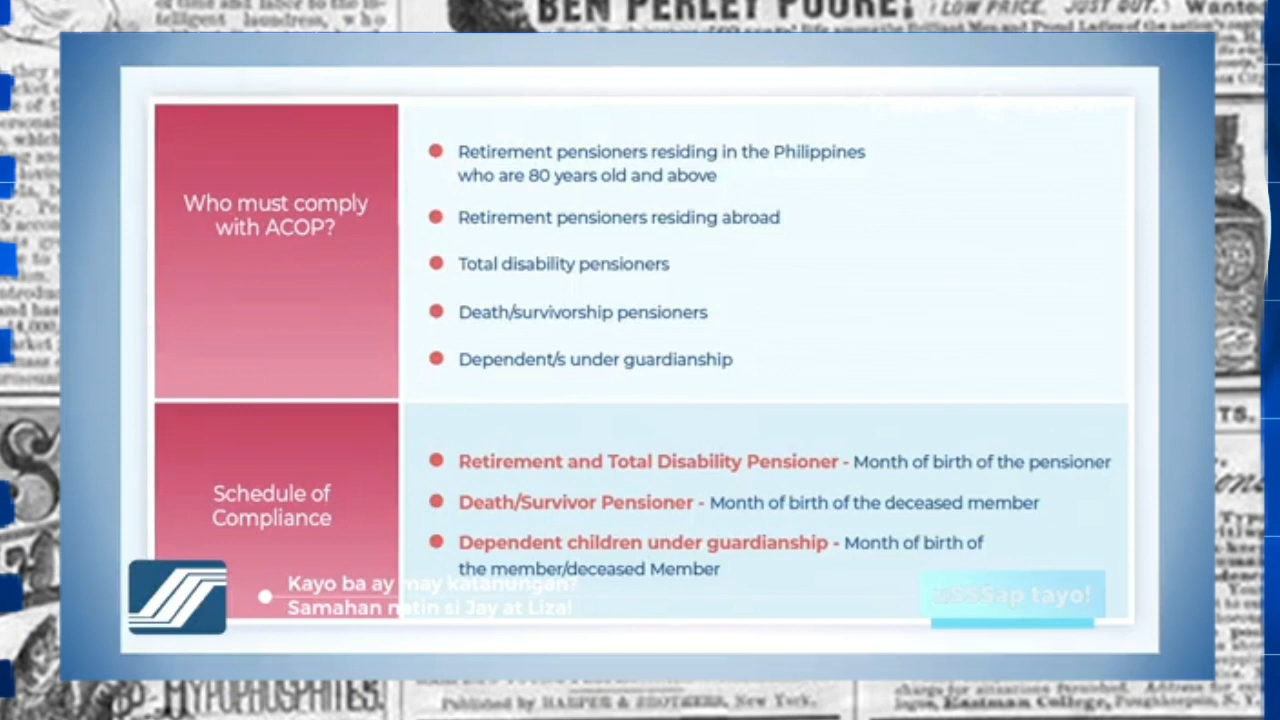 BEN PERLEY POORE!
LOW PRICE. JUST OUT.
Who must comply
with ACOP?
Retirement pensioners residing in the Philippines
who are 80 years old and above
Retirement pensioners residing abroad
Total disability pensioners
Death/survivorship pensioners
Dependent/s under guardianship
Schedule of
Compliance
Retirement and Total Disability Pensioner - Month of birth of the pensioner
Death/Survivor Pensioner - Month of birth of the deceased member
Dependent children under guardianship - Month of birth of
the member/deceased Member
Kayo ba ay may katanungan?
Samahan natin si Jay at Liza!
tayo!
HYPOPHOSPHITES.
Published by HARPER & BROTHERS, New York.
Eastman College, Poughkeepsie, N. Y.